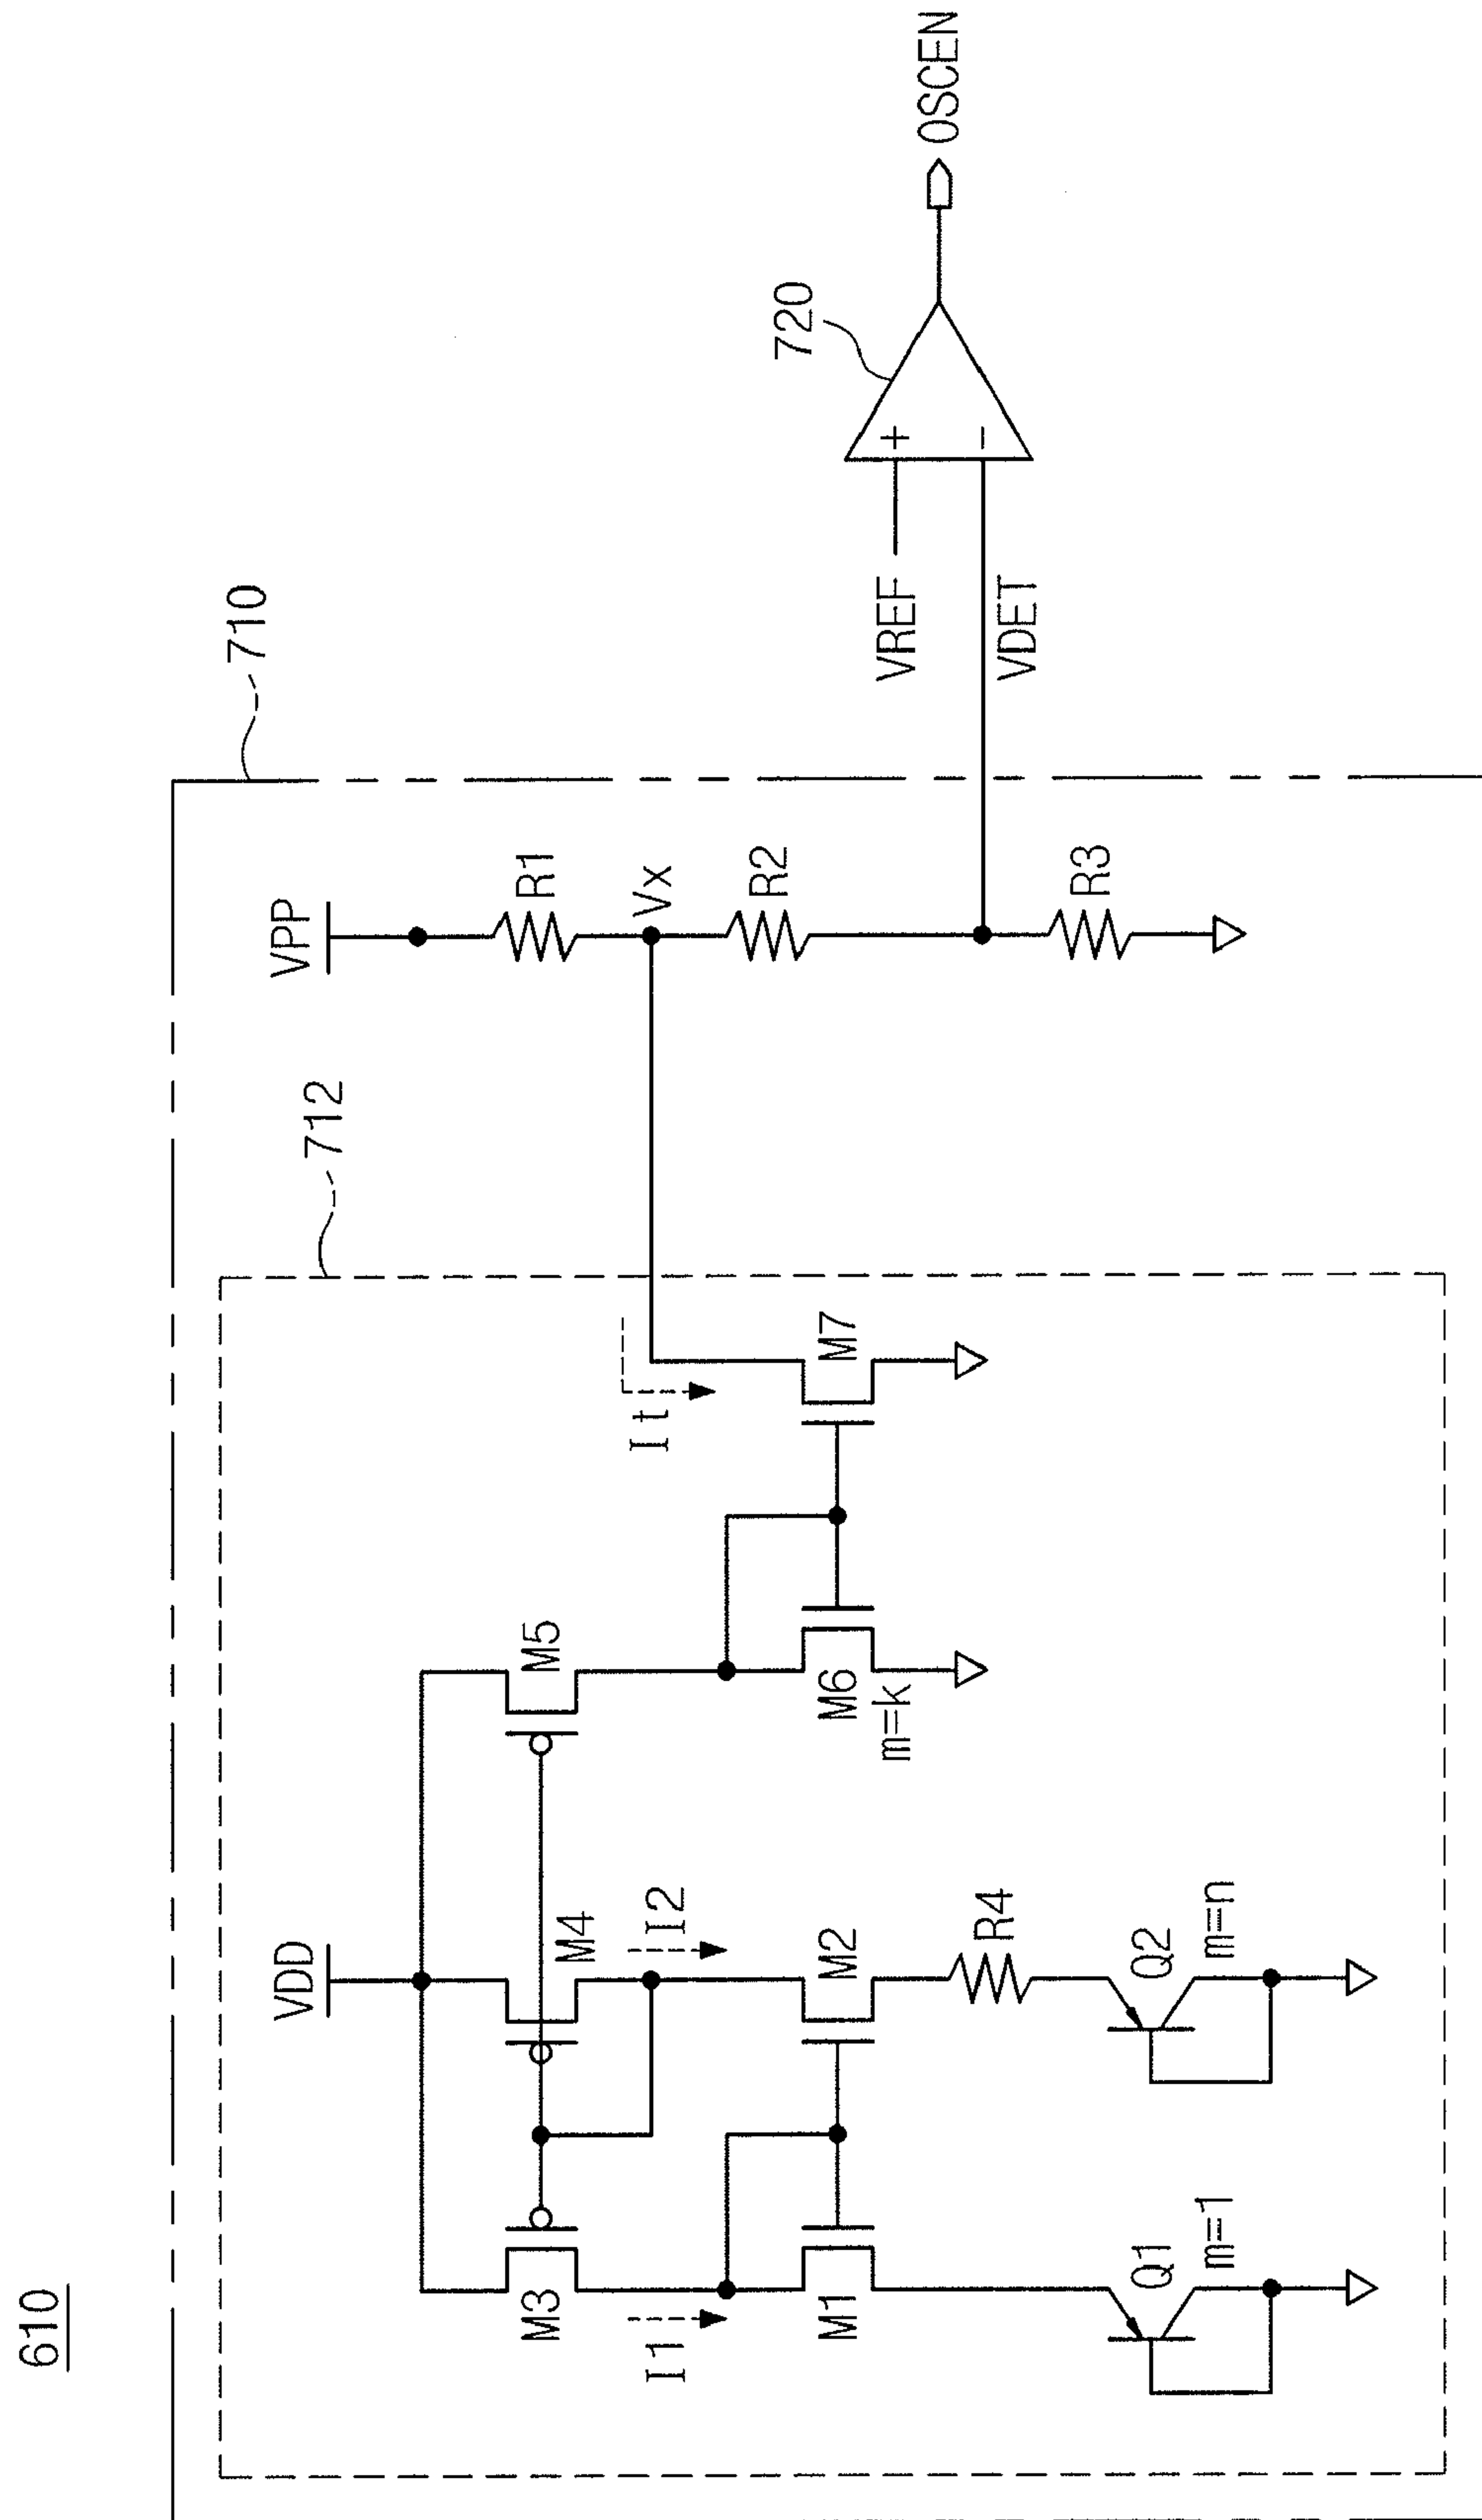 610
710
712
VDD
VPP
M3
M4
M5
R1
I1
I2
It
Vx
M1
M2
M6
m=k
M7
R2
VREF
VDET
+
-
720
OSCEN
R4
R3
Q1
m=1
Q2
m=n